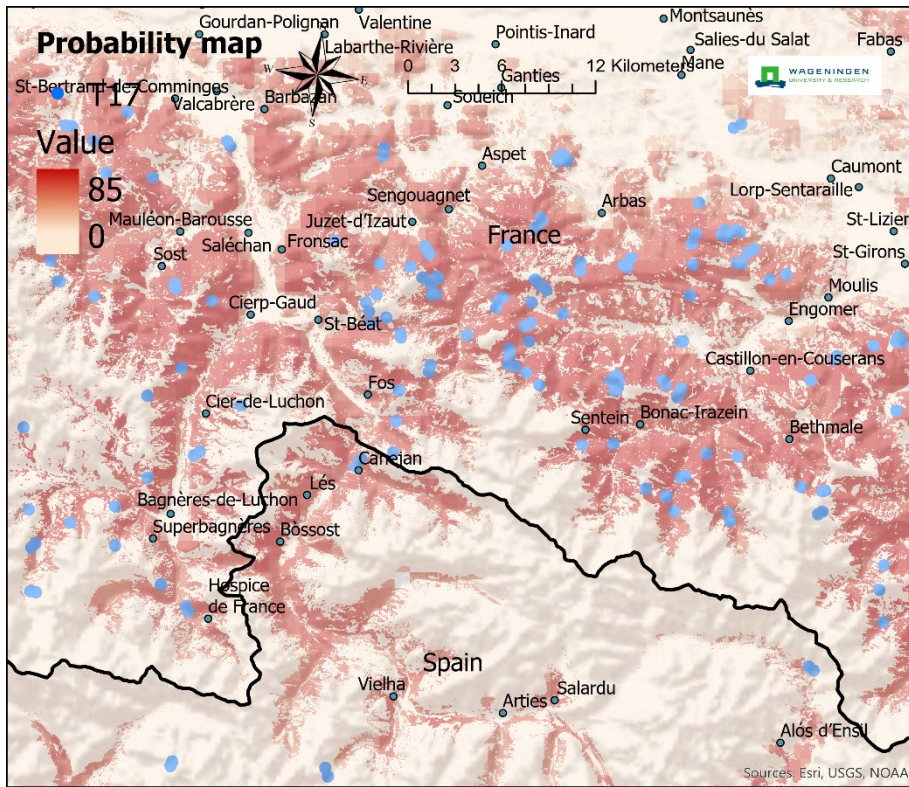 Gourdan-Polignan
Valentine
Montsaunès
Probability map
Labarthe-Rivière
Pointis-Inard
Salies-du Salat
Fabas
W
E
S
0 3 6 12 Kilometers
Mane
WAGENINGEN
UNIVERSITY & RESEARCH
St-Bertrand-de-Comminges
T17
Valcabrère
Barbazan
Ganties
Soueich
Value
85
0
Aspet
Caumont
Lorp-Sentaraille
Mauléon-Barousse
Sengouagnet
Juzet-d'Izaut
Arbas
St-Lizier
Saléchan
Fronsac
France
Sost
St-Girons
Moulis
Cierp-Gaud
St-Béat
Engomer
Castillon-en-Couserans
Fos
Cier-de-Luchon
Sentein
Bonac-Irazein
Bethmale
Canejan
Lés
Bagnères-de-Luchon
Superbagnères
Bossost
Hospice
de France
Spain
Vielha
Arties
Salardu
Alós d'Ensil
Sources: Esri, USGS, NOAA